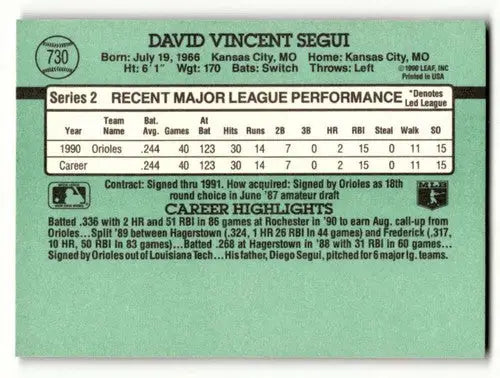 730
DAVID VINCENT SEGUI
Born: July 19, 1966 Kansas City, MO Home: Kansas City, MO
Ht: 6' 1" Wgt: 170 Bats: Switch Throws: Left
© 1990 LEAF, INC
Printed in USA
Series 2 RECENT MAJOR LEAGUE PERFORMANCE *Denotes Led League
Year Team Name Bat. Avg. Games At Bat Hits Runs 2B 3B HR RBI Steal Walk SO
1990 Orioles .244 40 123 30 14 7 0 2 15 0 11 15
Career .244 40 123 30 14 7 0 2 15 0 11 15
Contract: Signed thru 1991. How acquired: Signed by Orioles as 18th
round choice in June '87 amateur draft
CAREER HIGHLIGHTS
Batted .336 with 2 HR and 51 RBI in 86 games at Rochester in '90 to earn Aug. call-up from
Orioles...Split '89 between Hagerstown (.324, 1 HR 26 RBI in 44 games) and Frederick (.317,
10 HR, 50 RBI in 83 games)...Batted .268 at Hagerstown in '88 with 31 RBI in 60 games...
Signed by Orioles out of Louisiana Tech...His father, Diego Segui, pitched for 6 major lg. teams.
MLB